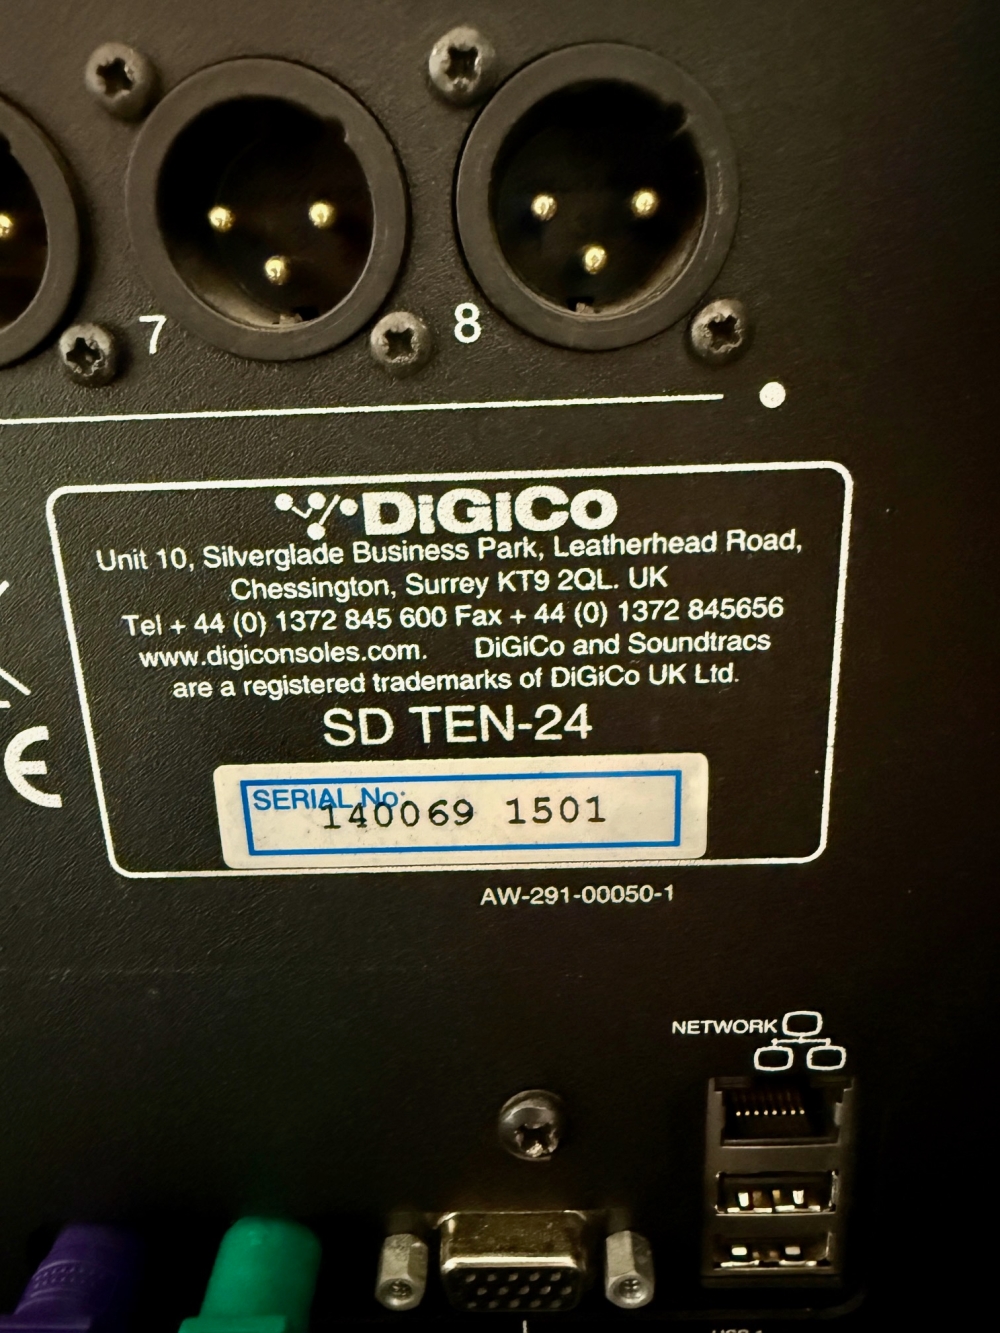 7
8
DiGiCo
Unit 10, Silverglade Business Park, Leatherhead Road,
Chessington, Surrey KT9 2QL. UK
Tel + 44 (0) 1372 845 600 Fax + 44 (0) 1372 845656
www.digiconsoles.com. DiGiCo and Soundtracs
are a registered trademarks of DiGiCo UK Ltd.
SD TEN-24
CE
SERIAL No:
140069 1501
AW-291-00050-1
NETWORK